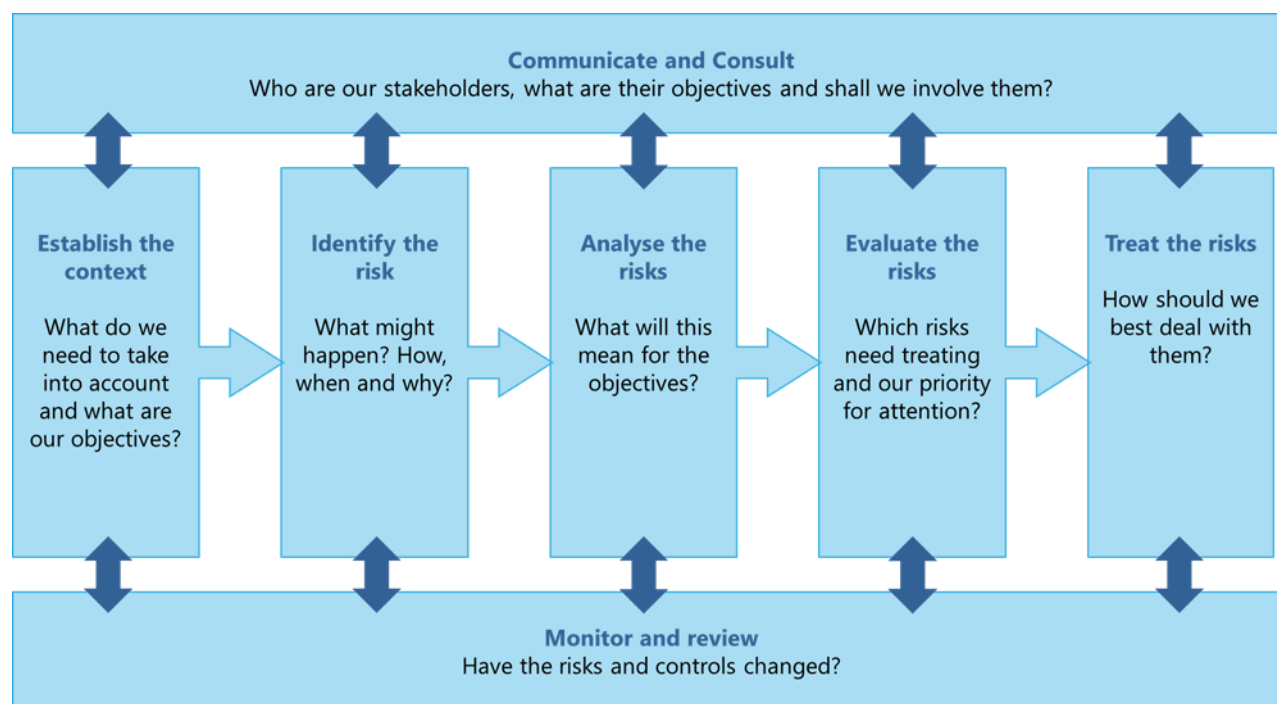 Communicate and Consult
Who are our stakeholders, what are their objectives and shall we involve them?
Establish the
context
What do we
need to take
into account
and what are
our objectives?
Identify the
risk
What might
happen? How,
when and why?
Analyse the
risks
What will this
mean for the
objectives?
Evaluate the
risks
Which risks
need treating
and our priority
for attention?
Treat the risks
How should we
best deal with
them?
Monitor and review
Have the risks and controls changed?